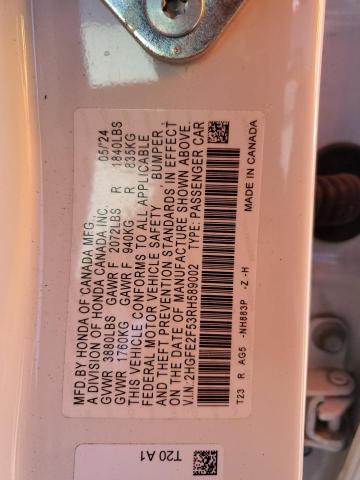 MFD.BY HONDA OF CANADA MFG.
A DIVISION OF HONDA CANADA INC. 05/'24
GVWR 3880LBS GAWR F 2072LBS R 1840LBS
GVWR 1760KG GAWR F 940KG R 835KG
THIS VEHICLE CONFORMS TO ALL APPLICABLE
FEDERAL MOTOR VEHICLE SAFETY , BUMPER ,
AND THEFT PREVENTION STANDARDS IN EFFECT
ON THE DATE OF MANUFACTURE SHOWN ABOVE.
V.I.N: 2HGFE2F53RH589002 TYPE: PASSENGER CAR
T23 R AG5 -NH883P -Z -H
MADE IN CANADA
T20 A1